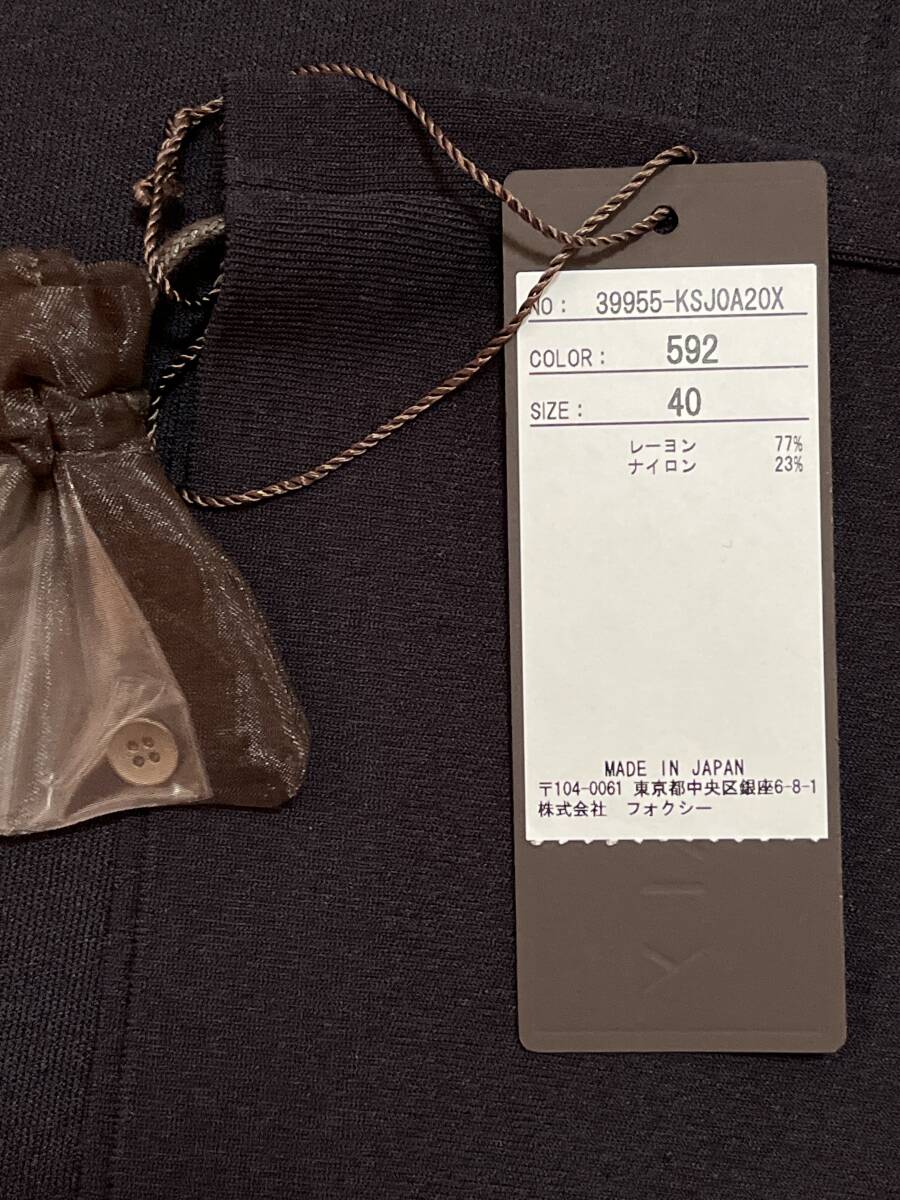 NO: 39955-KSJ0A20X
COLOR: 592
SIZE: 40
レーヨン 77%
ナイロン 23%
MADE IN JAPAN
〒104-0061 東京都中央区銀座6-8-1
株式会社 フォクシー